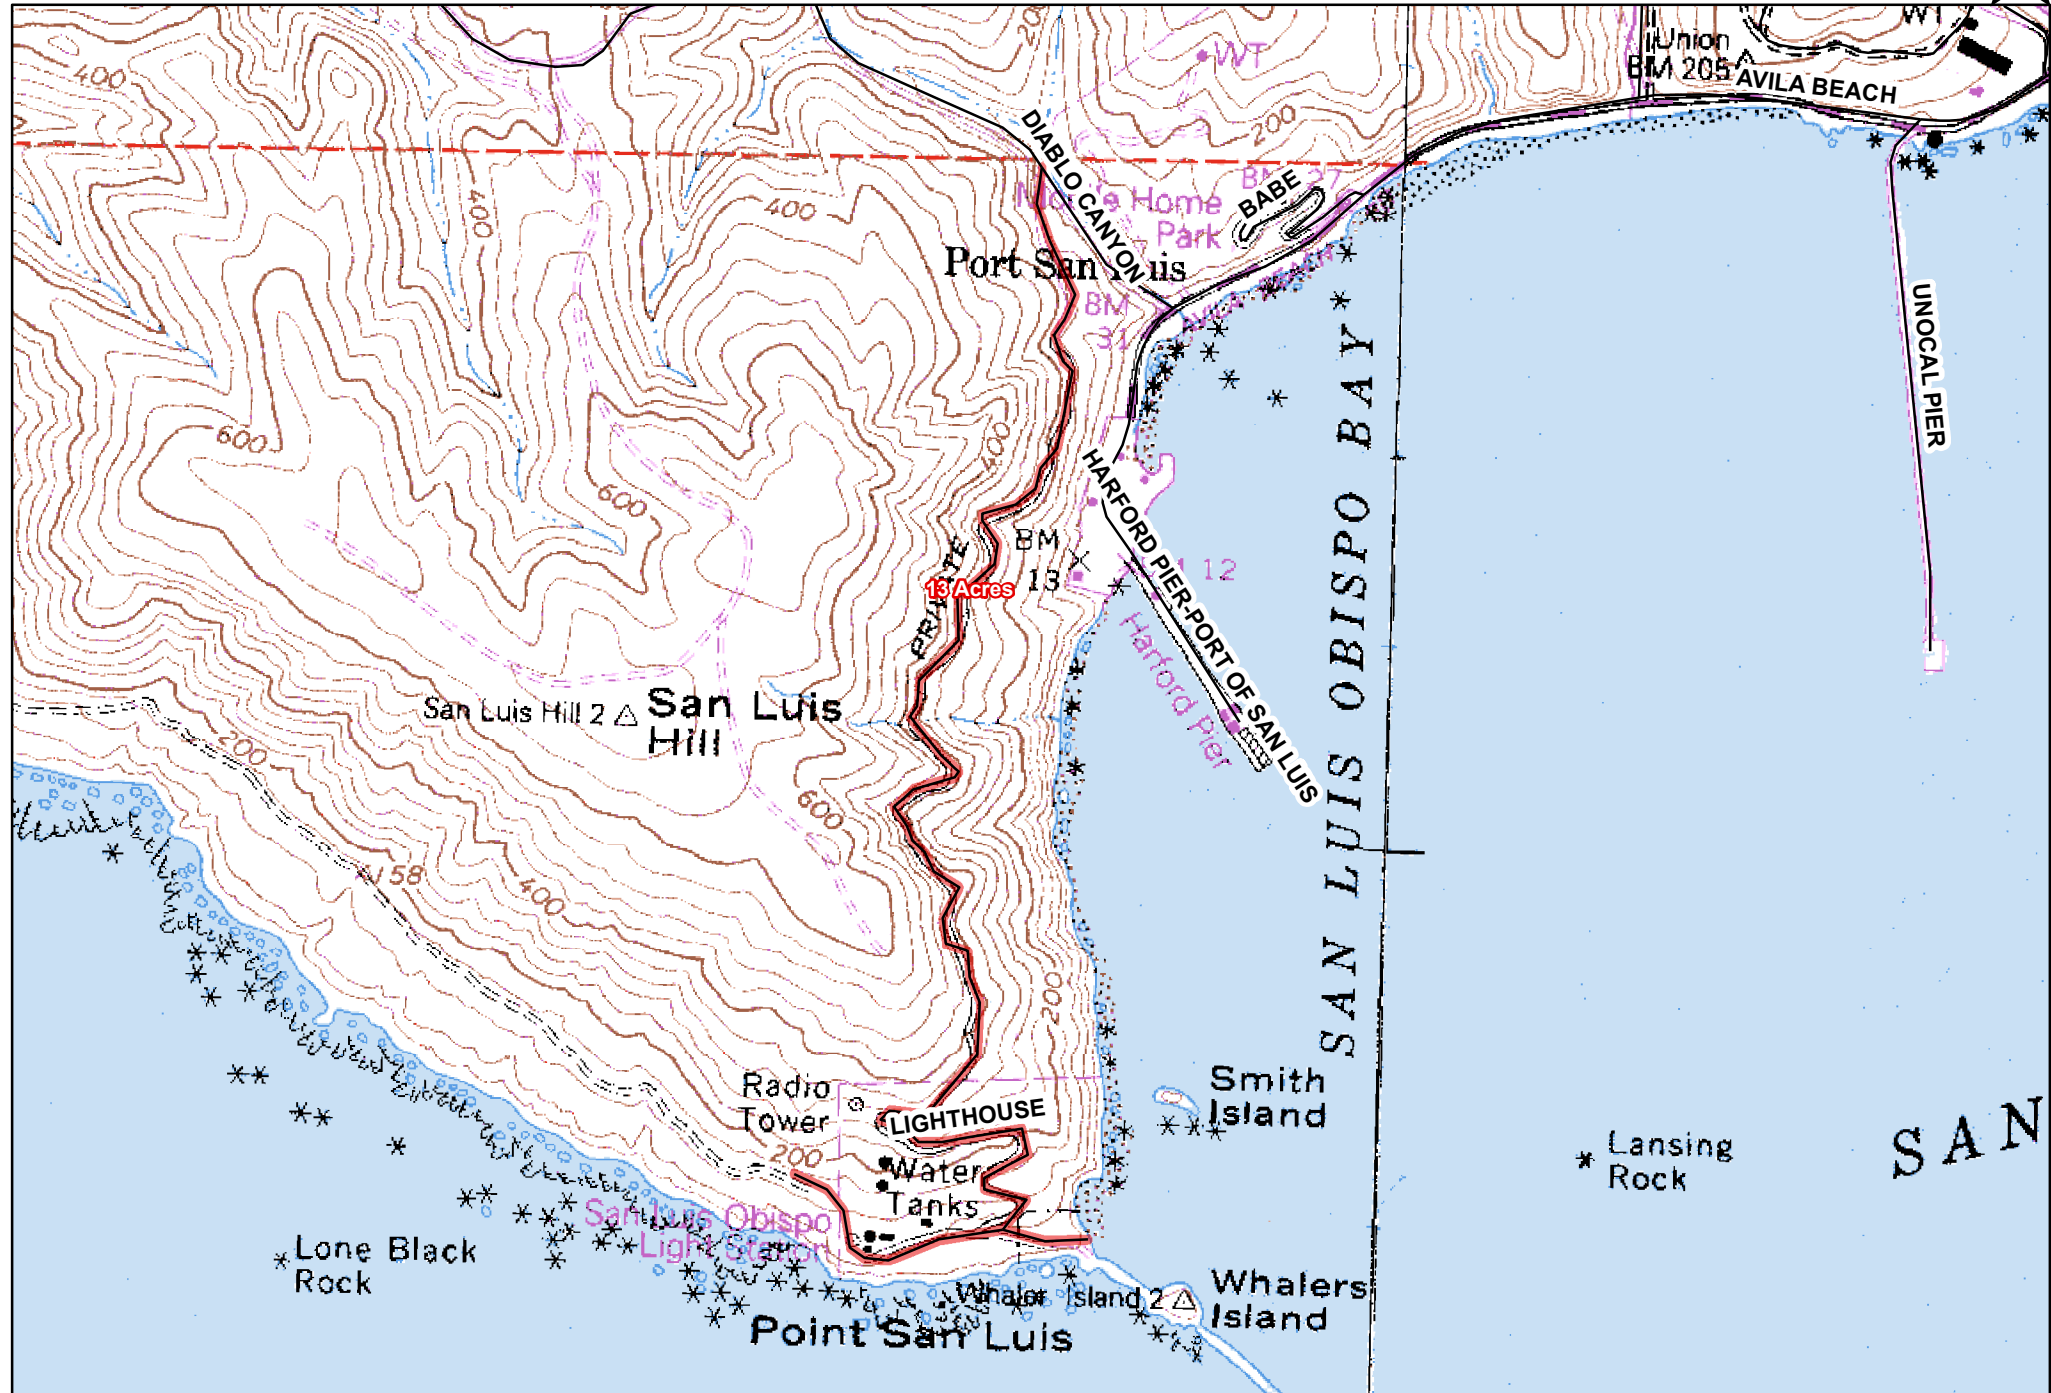 400
200
WT
Union
BM 205
AVILA BEACH
WT
200
DIABLO CANYON
400
400
BABE
Home
Park
Port San Luis
BM
31
UNOCAL PIER
600
600
400
HARFORD PIER-PORT OF SAN LUIS
BM
13
12
PRIVATE
13 Acres
Harford Pier
SAN LUIS OBISPO BAY
San Luis Hill 2
San Luis
Hill
200
600
58
400
200
Radio
Tower
LIGHTHOUSE
Smith
Island
Lansing
Rock
SAN
200
Water
Tanks
San Luis Obispo
Light Station
Lone Black
Rock
Whaler Island 2
Whalers
Island
Point San Luis